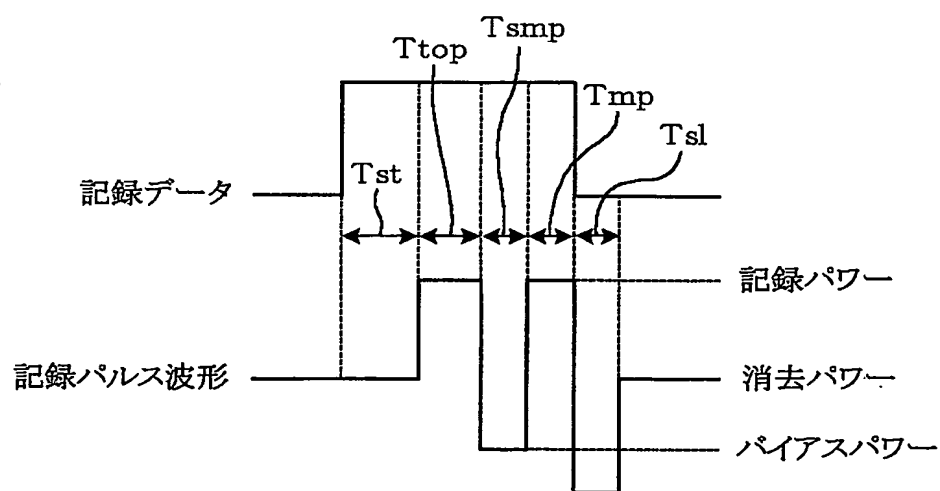 Tsmp
Ttop
Tmp
Tsl
Tst
記録データ
記録パワー
記録パルス波形
消去パワー
バイアスパワー